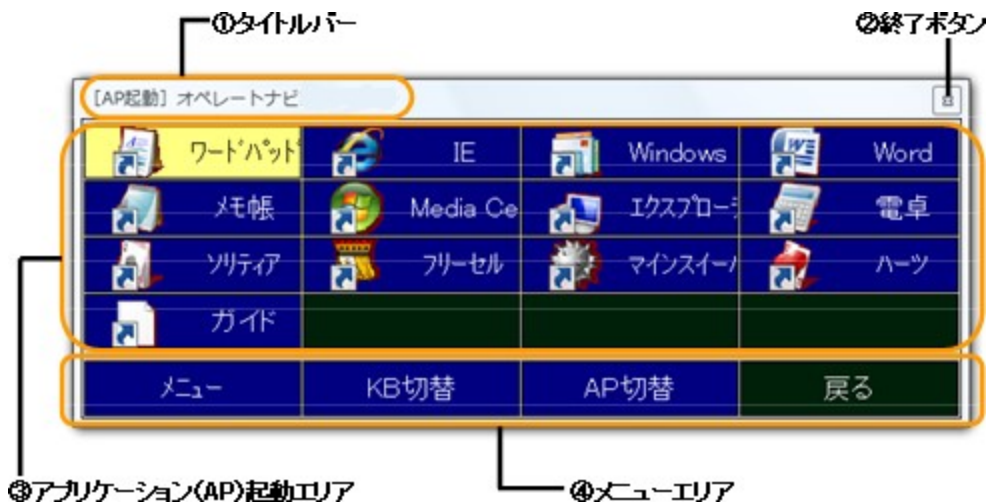 ①タイトルバー
②終了ボタン
[AP起動] オペレートナビ
ワードパッド IE Windows Word
メモ帳 Media Ce エクスプローラ 電卓
ソリティア フリーセル マインスイーパ ハーツ
ガイド
メニュー KB切替 AP切替 戻る
③アプリケーション(AP)起動エリア
④メニューエリア